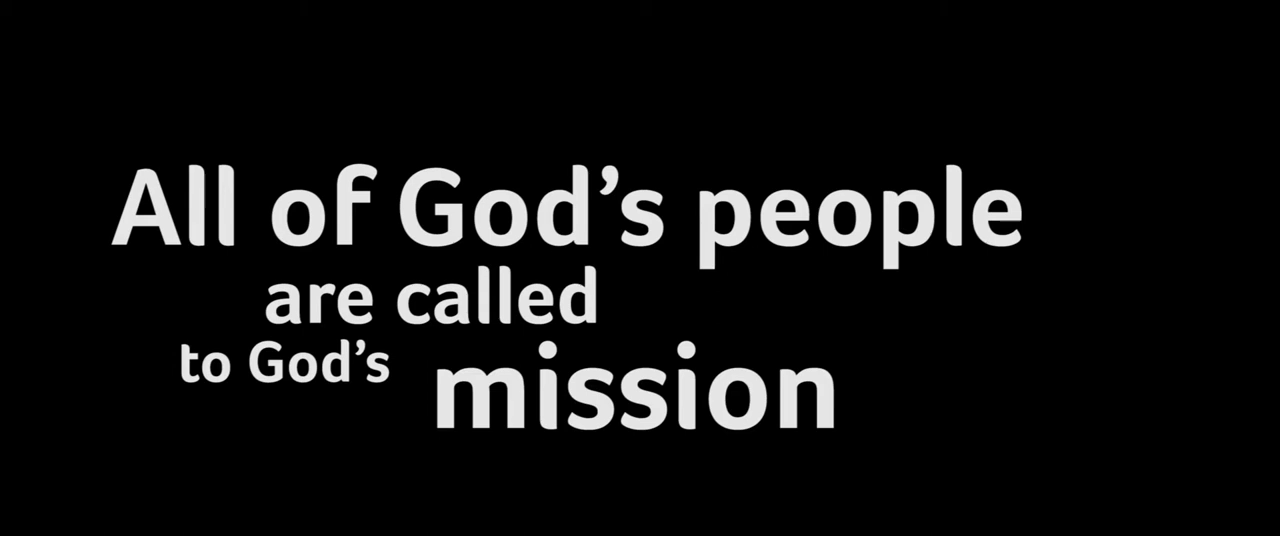 All of God’s people
are called
to God’s mission